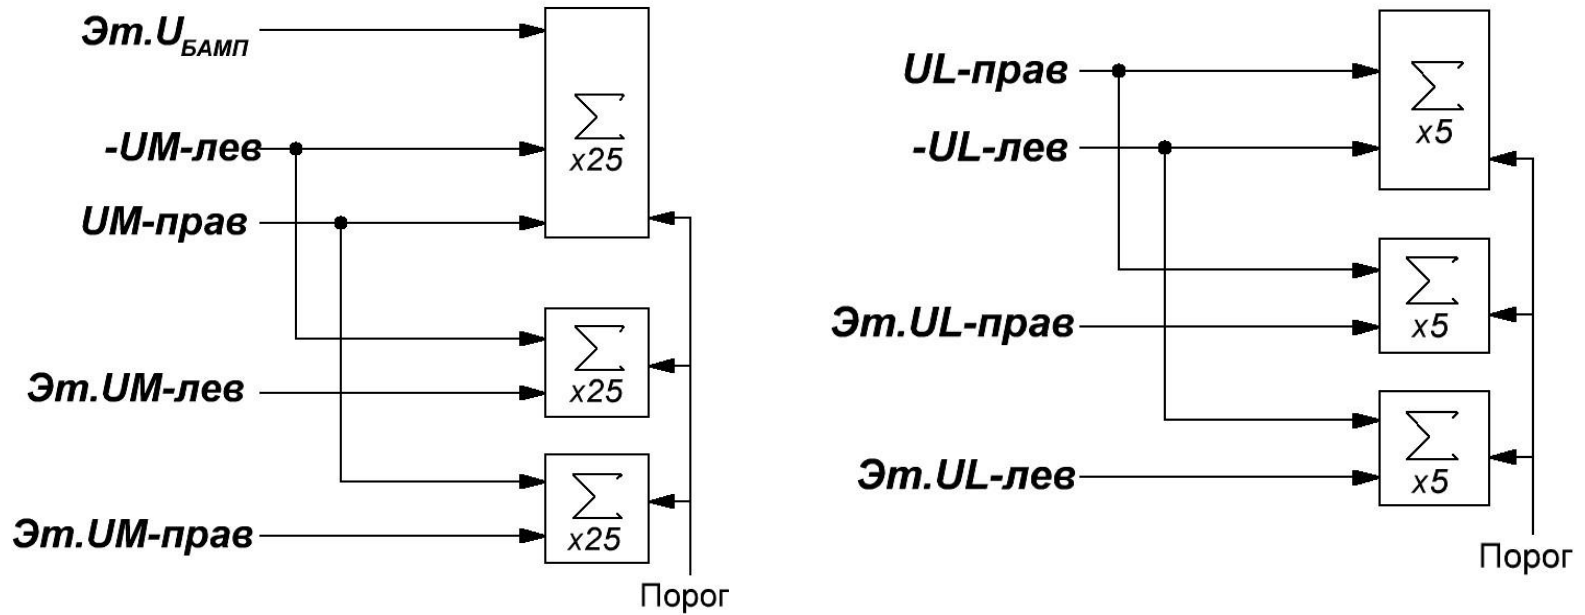 Эт.UБАМП
-UM-лев
UM-прав
Эт.UM-лев
Эт.UM-прав
∑
x25
∑
x25
∑
x25
Порог
UL-прав
-UL-лев
Эт.UL-прав
Эт.UL-лев
∑
x5
∑
x5
∑
x5
Порог